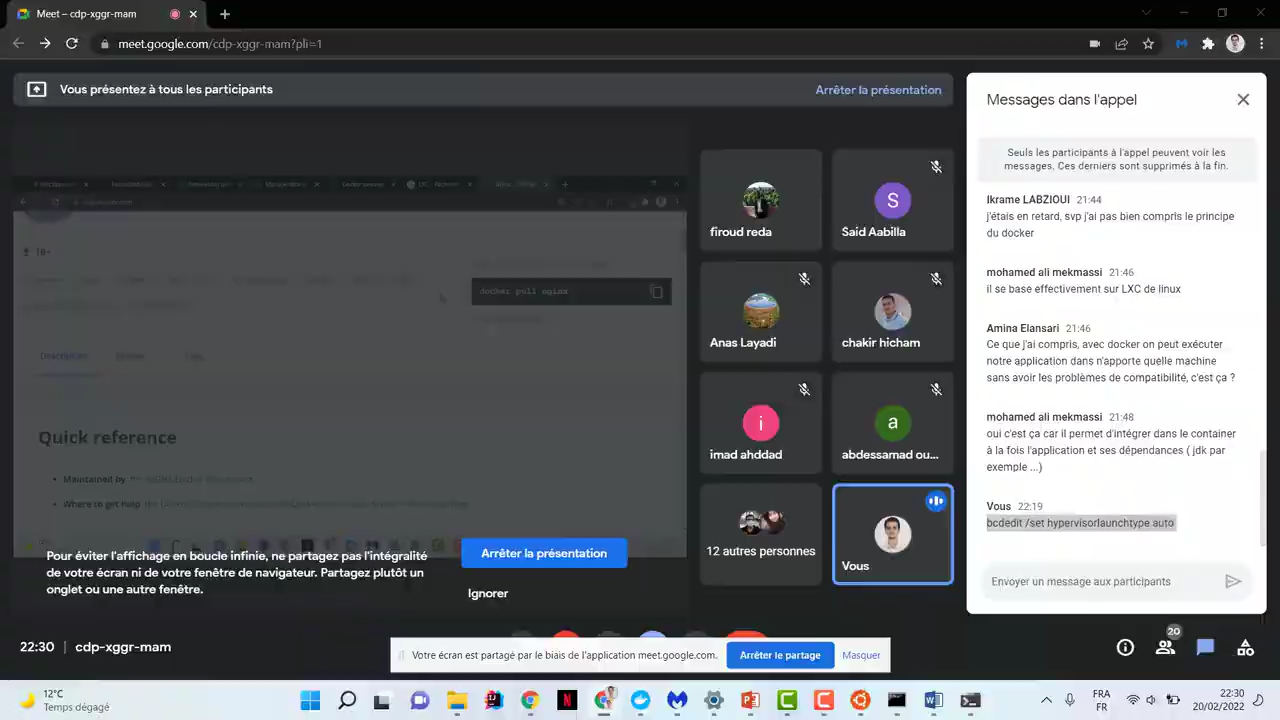 Meet – cdp-xggr-mam
meet.google.com/cdp-xggr-mam?pli=1
Vous présentez à tous les participants
Arrêter la présentation
docker pull nginx
Description
Quick reference
Maintained by:
Where to get help:
Pour éviter l'affichage en boucle infinie, ne partagez pas l'intégralité
de votre écran ni de votre fenêtre de navigateur. Partagez plutôt un
onglet ou une autre fenêtre.
Arrêter la présentation
Ignorer
firoud reda
S
Said Aabilla
Anas Layadi
chakir hicham
i
imad ahddad
a
abdessamad ou...
12 autres personnes
Vous
Messages dans l'appel
Seuls les participants à l'appel peuvent voir les
messages. Ces derniers sont supprimés à la fin.
Ikrame LABZIOUI 21:44
j'étais en retard, svp j'ai pas bien compris le principe
du docker
mohamed ali mekmassi 21:46
il se base effectivement sur LXC de linux
Amina Elansari 21:46
Ce que j'ai compris, avec docker on peut exécuter
notre application dans n'apporte quelle machine
sans avoir les problèmes de compatibilité, c'est ça ?
mohamed ali mekmassi 21:48
oui c'est ça car il permet d'intégrer dans le container
à la fois l'application et ses dépendances ( jdk par
exemple ...)
Vous 22:19
bcdedit /set hypervisorlaunchtype auto
Envoyer un message aux participants
22:30 | cdp-xggr-mam
20
Votre écran est partagé par le biais de l'application meet.google.com.
Arrêter le partage
Masquer
12°C
Temps dégagé
FRA
FR
22:30
20/02/2022